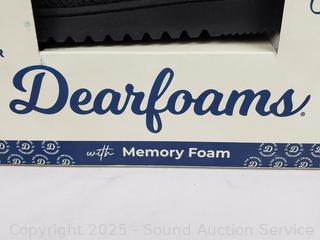 R
Dearfoams®
with Memory Foam
Copyright 2025 - Sound Auction Service